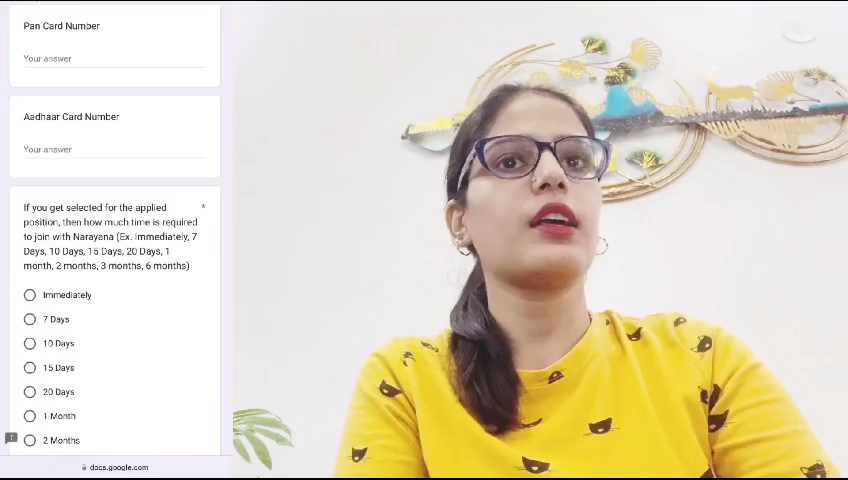 Pan Card Number
Your answer
Aadhaar Card Number
Your answer
If you get selected for the applied *
position, then how much time is required
to join with Narayana (Ex. Immediately, 7
Days, 10 Days, 15 Days, 20 Days, 1
month, 2 months, 3 months, 6 months)
Immediately
7 Days
10 Days
15 Days
20 Days
1 Month
2 Months
docs.google.com